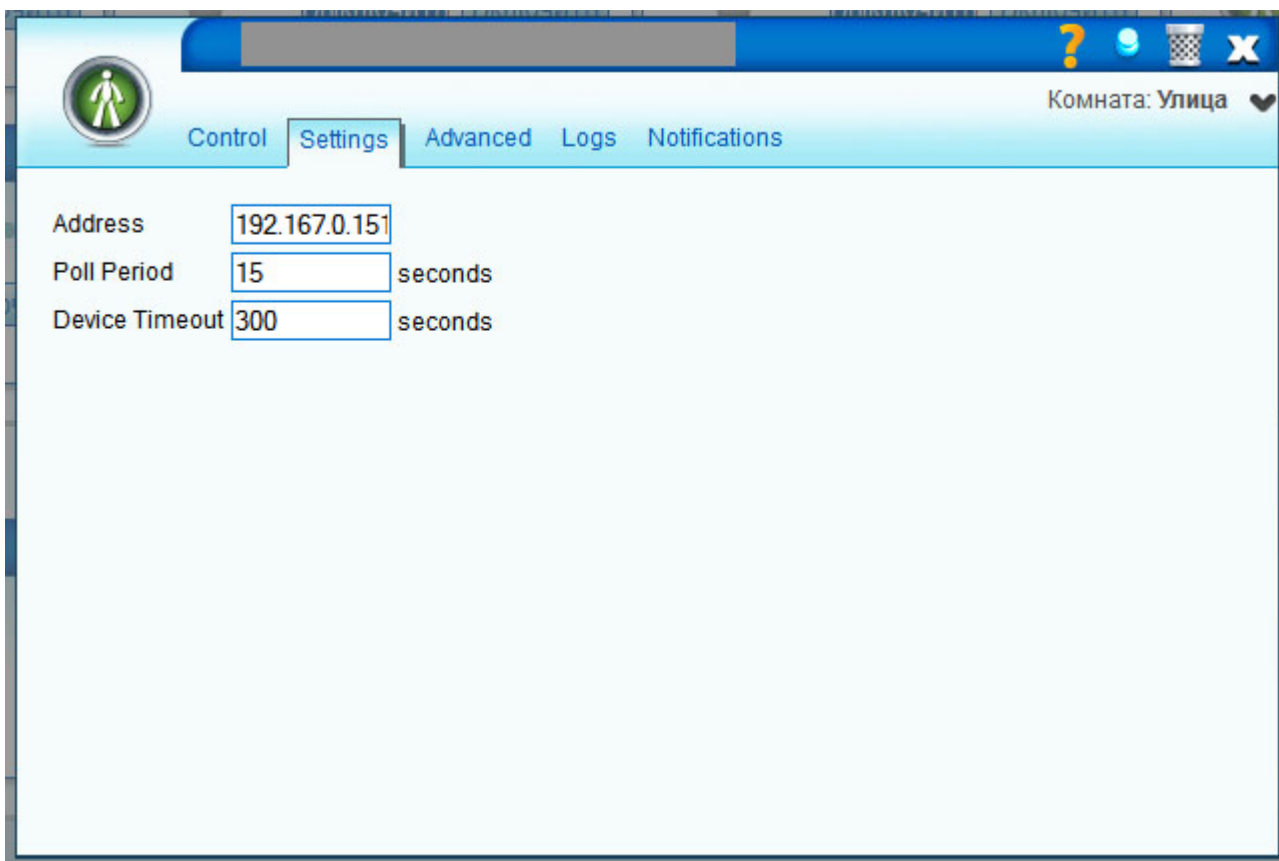 Комната: Улица
Control Settings Advanced Logs Notifications
Address 192.167.0.151
Poll Period 15 seconds
Device Timeout 300 seconds